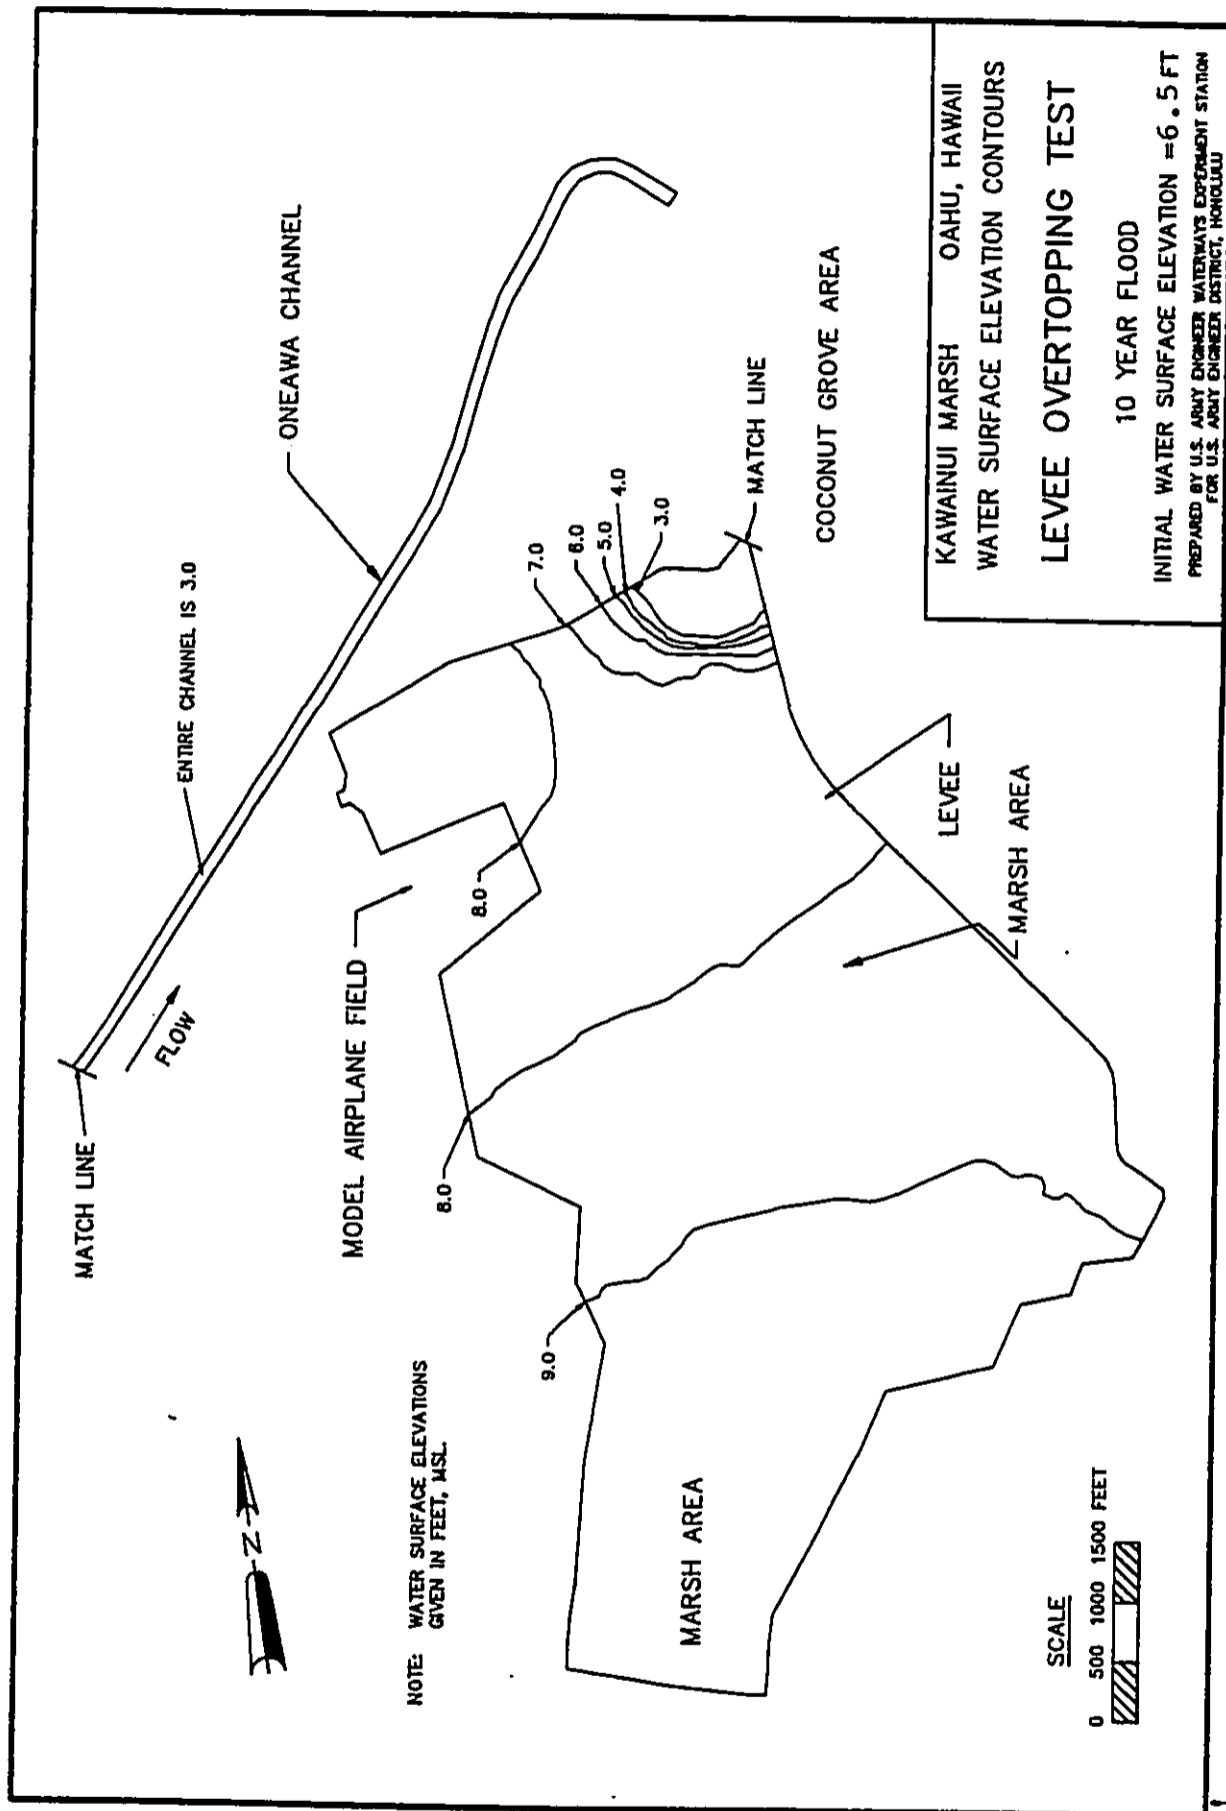 MATCH LINE
FLOW
ENTIRE CHANNEL IS 3.0
ONEAWA CHANNEL
N
NOTE: WATER SURFACE ELEVATIONS
GIVEN IN FEET, MSL.
MODEL AIRPLANE FIELD
8.0
8.0
9.0
7.0
6.0
5.0
4.0
3.0
MATCH LINE
COCONUT GROVE AREA
LEVEE
MARSH AREA
MARSH AREA
SCALE
0 500 1000 1500 FEET
KAWAINUI MARSH OAHU, HAWAII
WATER SURFACE ELEVATION CONTOURS
LEVEE OVERTOPPING TEST
10 YEAR FLOOD
INITIAL WATER SURFACE ELEVATION =6.5 FT
PREPARED BY U.S. ARMY ENGINEER WATERWAYS EXPERIMENT STATION
FOR U.S. ARMY ENGINEER DISTRICT, HONOLULU